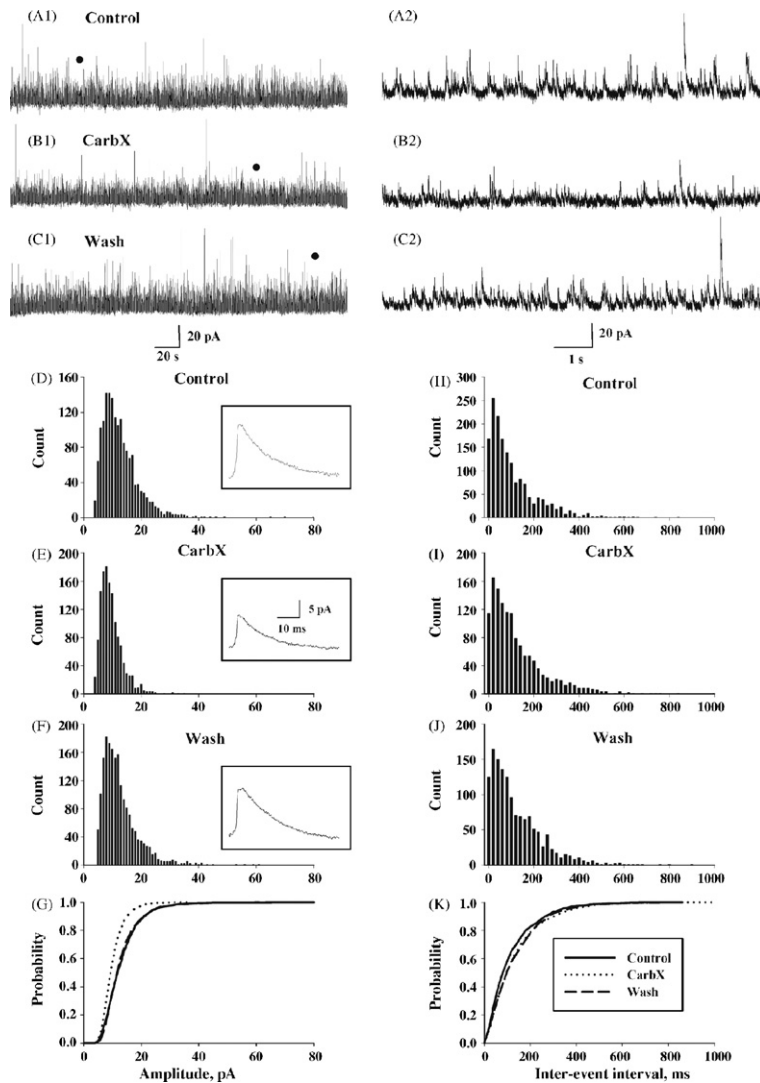 (A1) Control (A2)
(B1) CarbX (B2)
(C1) Wash (C2)
20 pA
20 s
20 pA
1 s
(D) Control
160
120
80
40
0
Count
0 20 40 60 80
(H) Control
300
250
200
150
100
50
0
Count
0 200 400 600 800 1000
(E) CarbX
200
160
120
80
40
0
Count
5 pA
10 ms
0 20 40 60 80
(I) CarbX
200
160
120
80
40
0
Count
0 200 400 600 800 1000
(F) Wash
200
160
120
80
40
0
Count
0 20 40 60 80
(J) Wash
200
150
100
50
0
Count
0 200 400 600 800 1000
(G)
1.0
0.8
0.6
0.4
0.2
0.0
Probability
0 20 40 60 80
Amplitude, pA
(K)
1.0
0.8
0.6
0.4
0.2
0.0
Probability
Control
CarbX
Wash
0 200 400 600 800 1000
Inter-event interval, ms